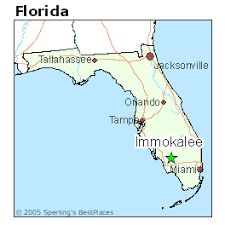 Florida
Tallahassee
Jacksonville
Orlando
Tampa
Immokalee
Miami
© 2005 Sperling's BestPlaces